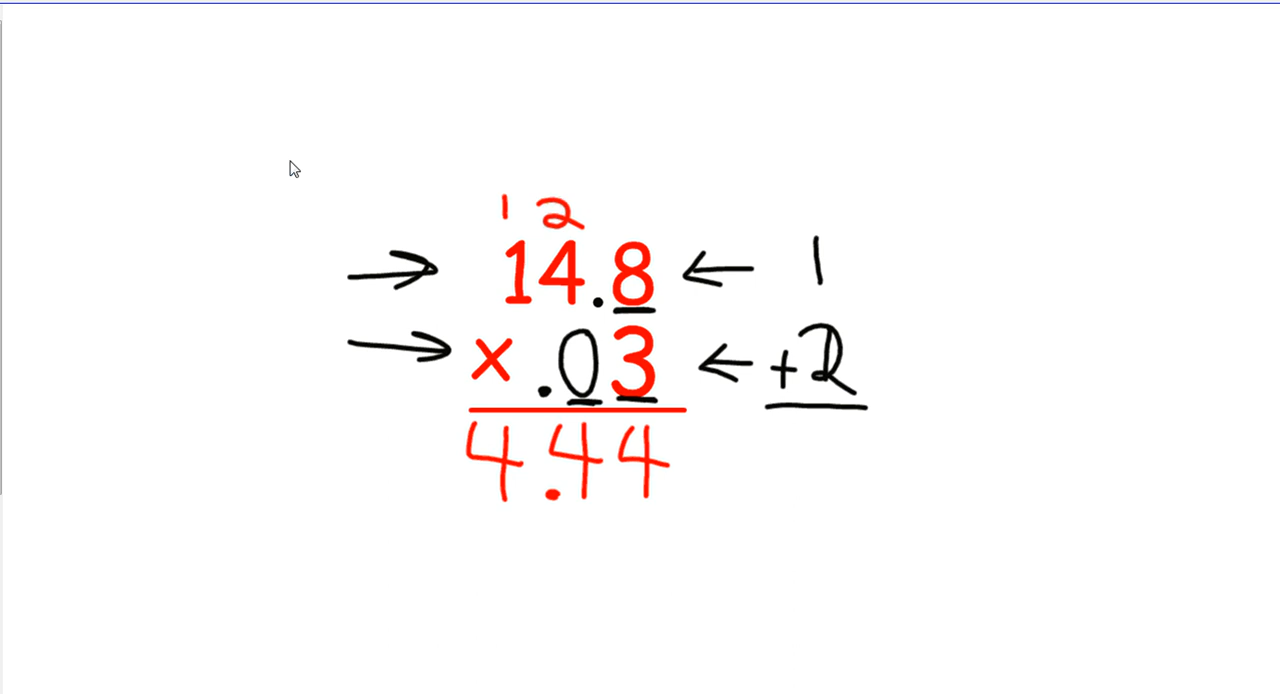 1 2
14.8 ← 1
→
× .03 ← +2
→
4.44